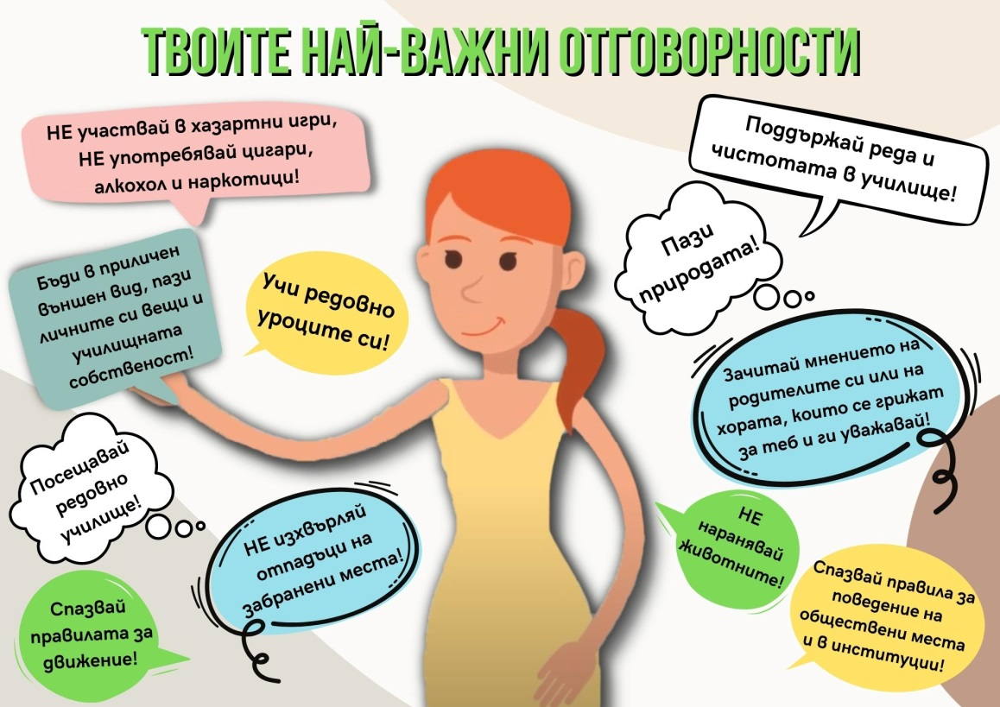 ТВОИТЕ НАЙ-ВАЖНИ ОТГОВОРНОСТИ
НЕ участвай в хазартни игри,
НЕ употребявай цигари,
алкохол и наркотици!
Поддържай реда и
чистотата в училище!
Бъди в приличен
външен вид, пази
личните си вещи и
училищната
собственост!
Учи редовно
уроците си!
Пази
природата!
Зачитай мнението на
родителите си или на
хората, които се грижат
за теб и ги уважавай!
Посещавай
редовно
училище!
НЕ изхвърляй
отпадъци на
забранени места!
НЕ
наранявай
животните!
Спазвай
правилата за
движение!
Спазвай правила за
поведение на
обществени места
и в институции!